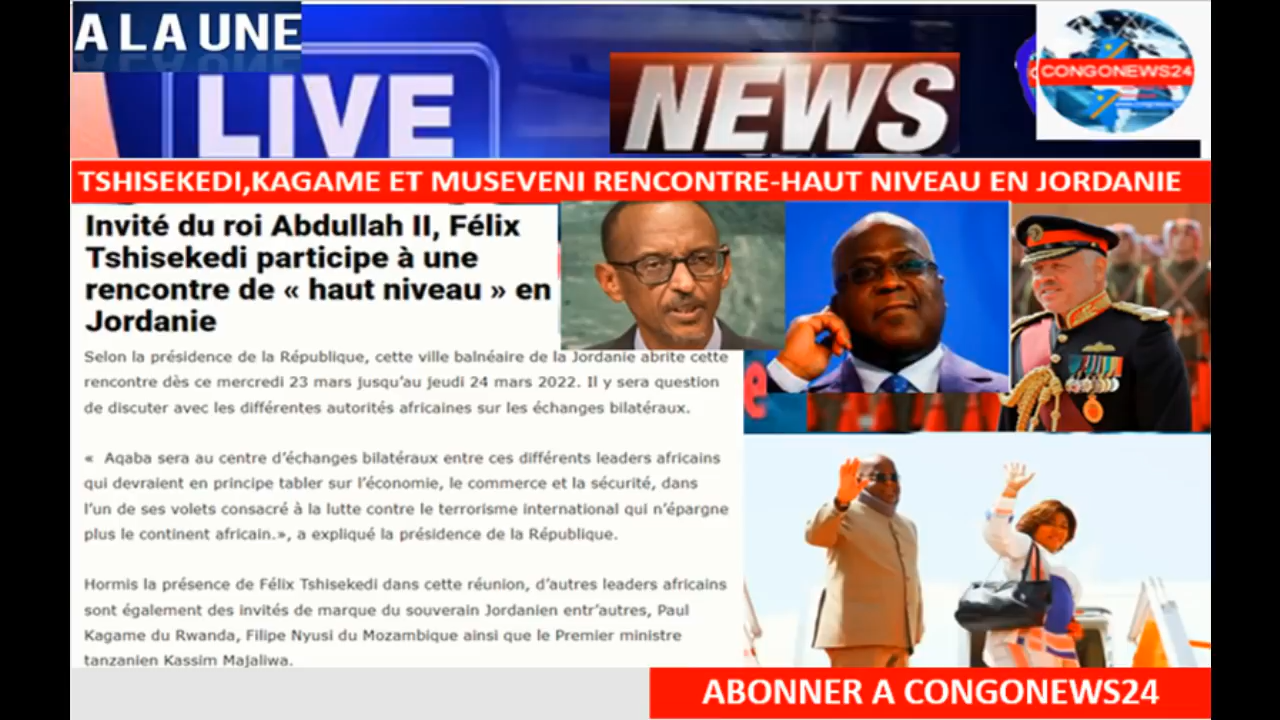 A LA UNE
LIVE
NEWS
CONGONEWS24
TSHISEKEDI,KAGAME ET MUSEVENI RENCONTRE-HAUT NIVEAU EN JORDANIE
Invité du roi Abdullah II, Félix
Tshisekedi participe à une
rencontre de « haut niveau » en
Jordanie
Selon la présidence de la République, cette ville balnéaire de la Jordanie abrite cette
rencontre dès ce mercredi 23 mars jusqu’au jeudi 24 mars 2022. Il y sera question
de discuter avec les différentes autorités africaines sur les échanges bilatéraux.
« Aqaba sera au centre d’échanges bilatéraux entre ces différents leaders africains
qui devraient en principe tabler sur l’économie, le commerce et la sécurité, dans
l’un de ses volets consacré à la lutte contre le terrorisme international qui n’épargne
plus le continent africain.», a expliqué la présidence de la République.
Hormis la présence de Félix Tshisekedi dans cette réunion, d’autres leaders africains
sont également des invités de marque du souverain Jordanien entr’autres, Paul
Kagame du Rwanda, Filipe Nyusi du Mozambique ainsi que le Premier ministre
tanzanien Kassim Majaliwa.
e
ABONNER A CONGONEWS24